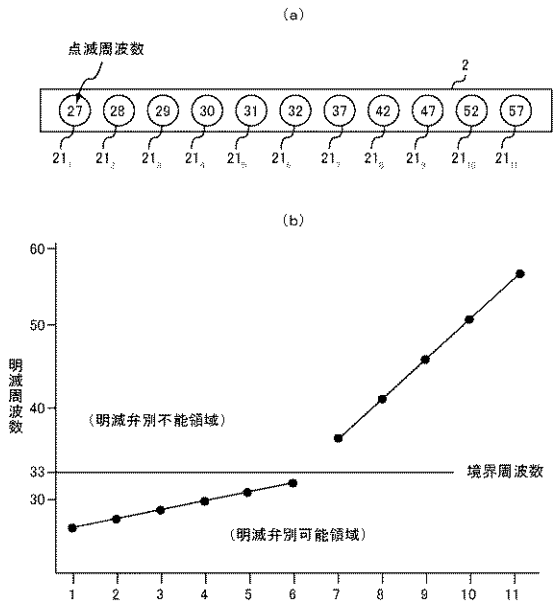 (a)
点滅周波数
2
27 28 29 30 31 32 37 42 47 52 57
21₁ 21₂ 21₃ 21₄ 21₅ 21₆ 21₇ 21₈ 21₉ 21₁₀ 21₁₁
(b)
60
50
明滅周波数
40
(明滅弁別不能領域)
33
境界周波数
30
(明滅弁別可能領域)
1 2 3 4 5 6 7 8 9 10 11